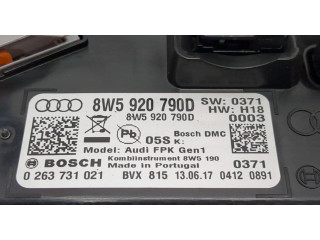 8W5 920 790D SW: 0371
8W5 920 790D HW: H18
0003
Pb 05S K: Bosch DMC
Model: Audi FPK Gen1
BOSCH Kombiinstrument 8W5 190
Made in Portugal 0371
0 263 731 021 BVX 815 13.06.17 0412 0891